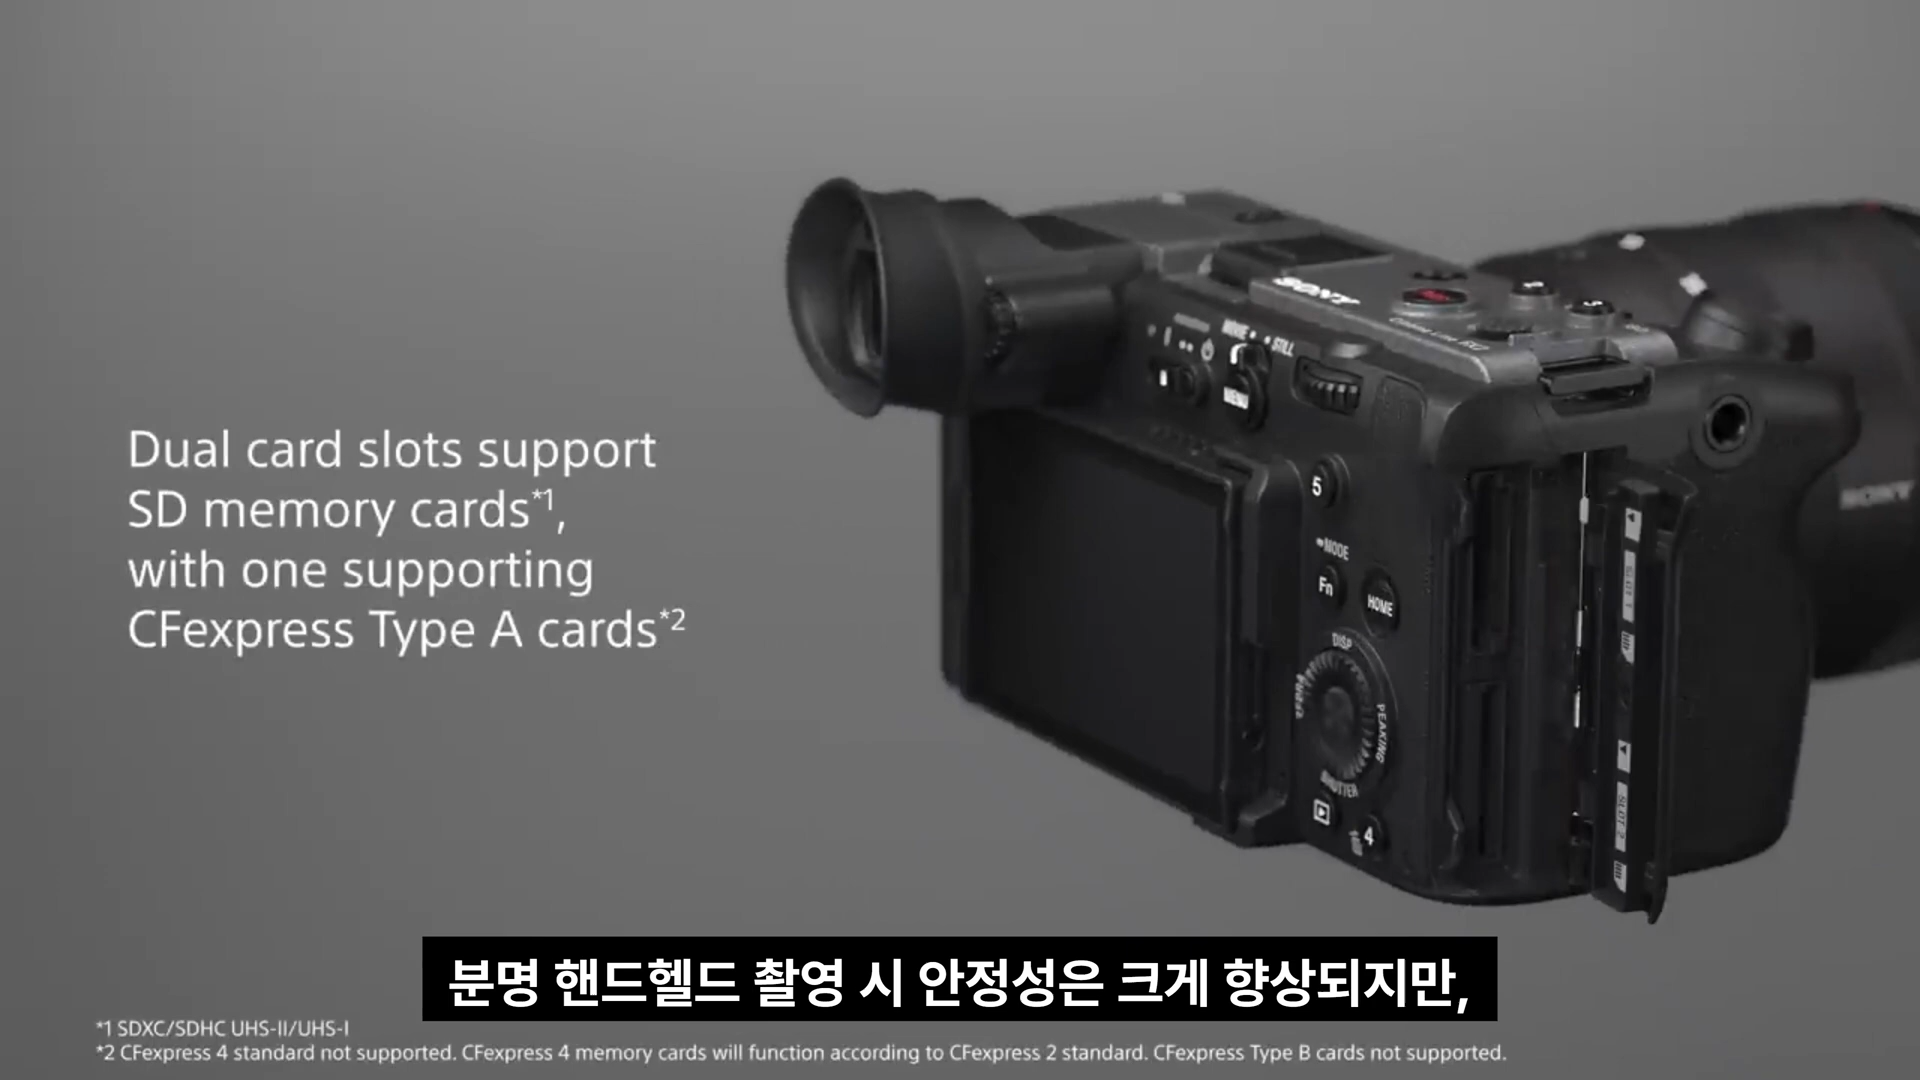 Dual card slots support
SD memory cards*1,
with one supporting
CFexpress Type A cards*2
SONY
MOVIE
STILL
MENU
5
MODE
Fn
HOME
DISP
PEAKING
SHUTTER
4
SLOT 1
SLOT 2
SONY
분명 핸드헬드 촬영 시 안정성은 크게 향상되지만,
*1 SDXC/SDHC UHS-II/UHS-I
*2 CFexpress 4 standard not supported. CFexpress 4 memory cards will function according to CFexpress 2 standard. CFexpress Type B cards not supported.